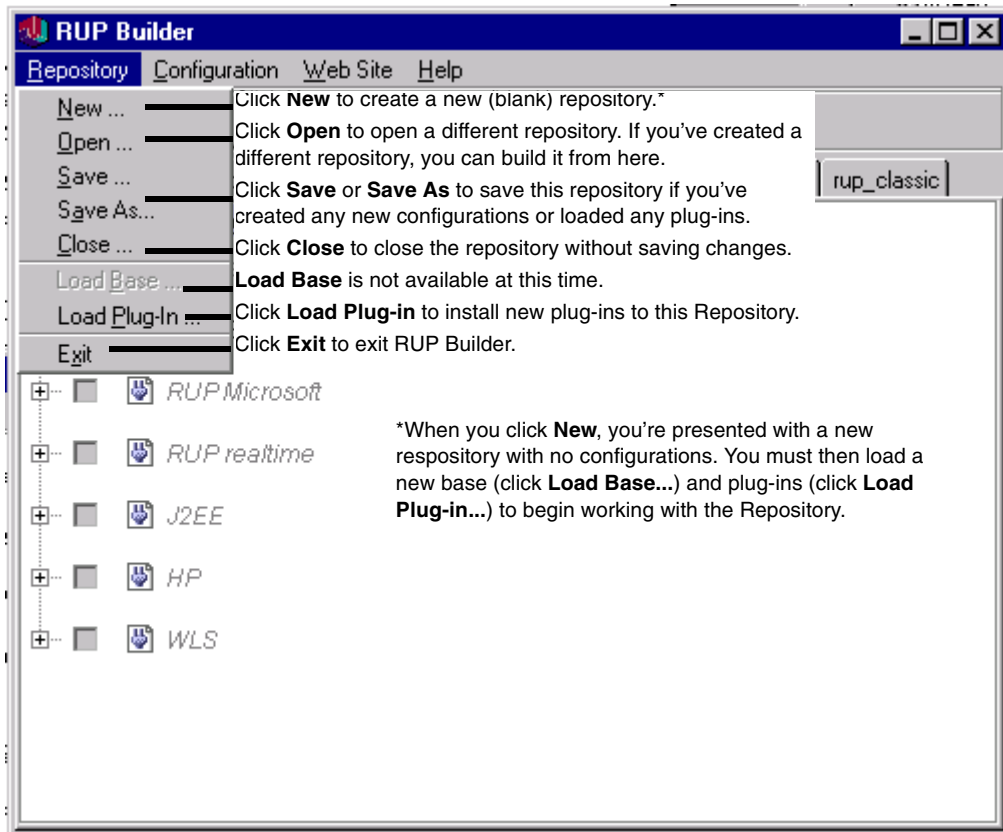 RUP Builder
Repository Configuration Web Site Help
New ...
Click New to create a new (blank) repository.*
Open ...
Click Open to open a different repository. If you've created a
different repository, you can build it from here.
Save ...
Save As...
Click Save or Save As to save this repository if you've
created any new configurations or loaded any plug-ins.
rup_classic
Close ...
Click Close to close the repository without saving changes.
Load Base ...
Load Base is not available at this time.
Load Plug-In ...
Click Load Plug-in to install new plug-ins to this Repository.
Exit
Click Exit to exit RUP Builder.
RUP Microsoft
RUP realtime
J2EE
HP
WLS
*When you click New, you're presented with a new
respository with no configurations. You must then load a
new base (click Load Base...) and plug-ins (click Load
Plug-in...) to begin working with the Repository.